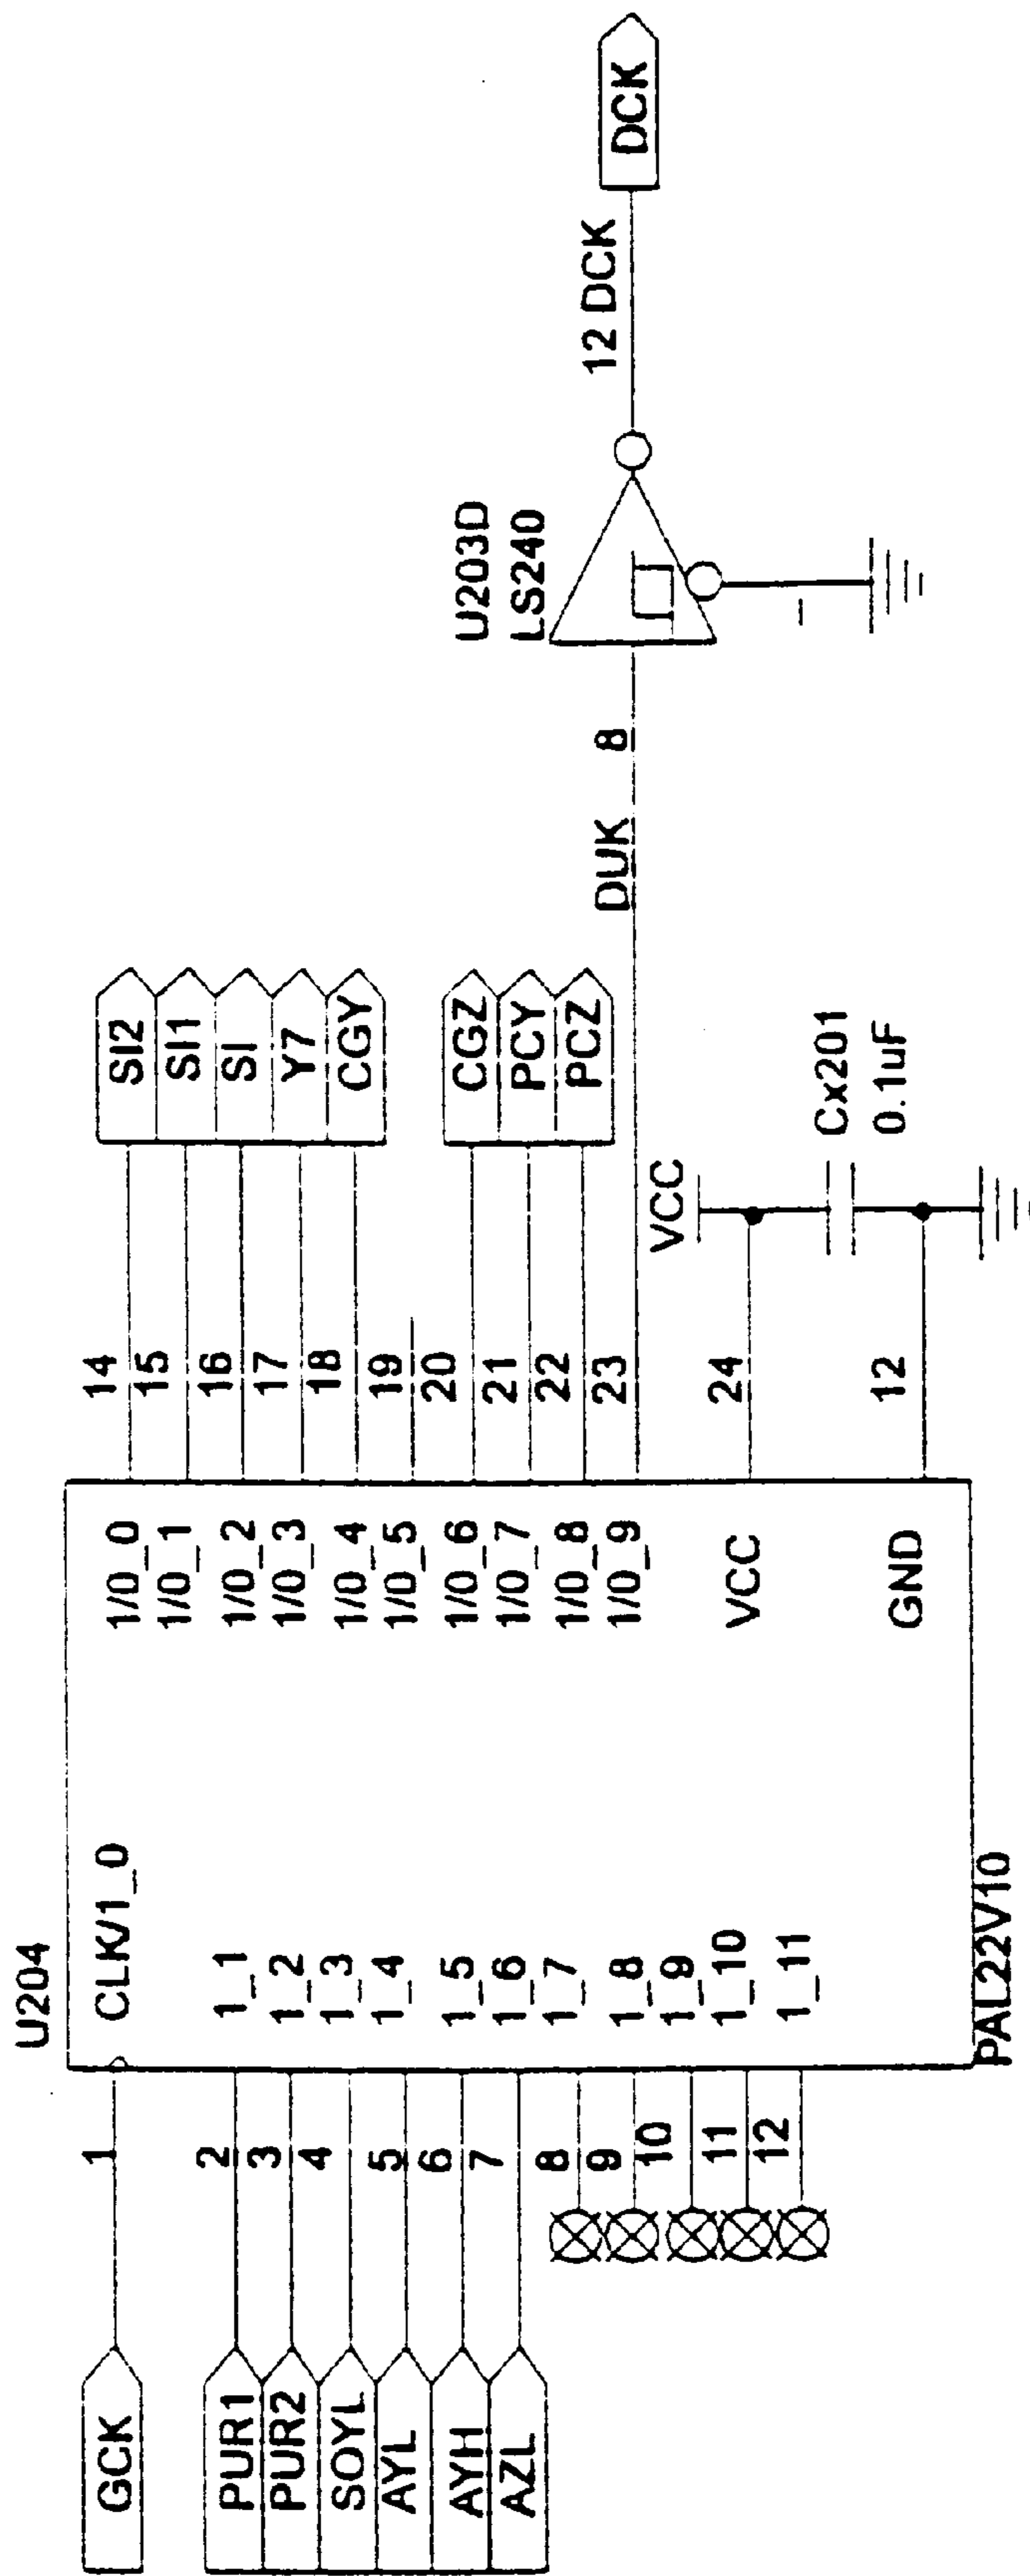 U204
GCK
1
CLK/1_0
PUR1
2
1_1
PUR2
3
1_2
SOYL
4
1_3
AYL
5
1_4
AYH
6
1_5
AZL
7
1_6
8
1_7
9
1_8
10
1_9
11
1_10
12
1_11
PAL22V10
1/0_0
14
SI2
1/0_1
15
SI1
1/0_2
16
SI
1/0_3
17
Y7
1/0_4
18
CGY
1/0_5
19
1/0_6
20
CGZ
1/0_7
21
PCY
1/0_8
22
PCZ
1/0_9
23
DUK
8
U203D
LS240
12 DCK
DCK
VCC
24
VCC
Cx201
0.1uF
GND
12